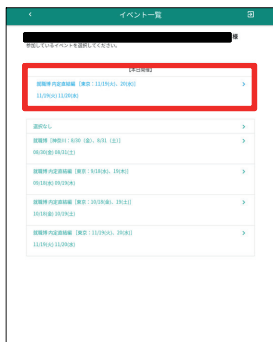 イベント一覧
様
参加しているイベントを選択してください。
【本日開催】
就職博 内定直結編 [東京:11/19(火)、20(水)]
11/19(火) 11/20(水)
選択なし
就職博 [神奈川:8/30 (金)、8/31 (土)]
08/30(金) 08/31(土)
就職博 内定直結編 [東京:9/18(水)、19(木)]
09/18(水) 09/19(木)
就職博 内定直結編 [東京:10/18(金)、19(土)]
10/18(金) 10/19(土)
就職博 内定直結編 [東京:11/19(火)、20(水)]
11/19(火) 11/20(水)